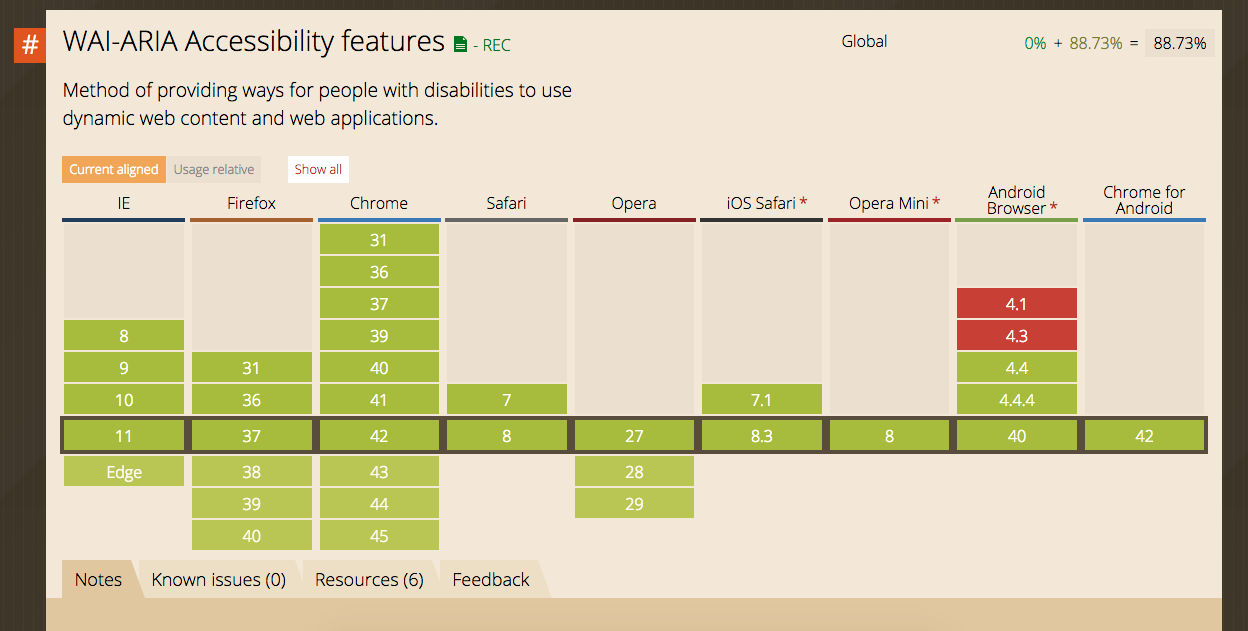 #
WAI-ARIA Accessibility features - REC
Global
0% + 88.73% = 88.73%
Method of providing ways for people with disabilities to use
dynamic web content and web applications.
Current aligned Usage relative Show all
IE Firefox Chrome Safari Opera iOS Safari * Opera Mini * Android Browser * Chrome for Android
31
36
37 4.1
8 39 4.3
9 31 40 4.4
10 36 41 7 7.1 4.4.4
11 37 42 8 27 8.3 8 40 42
Edge 38 43 28
39 44 29
40 45
Notes Known issues (0) Resources (6) Feedback